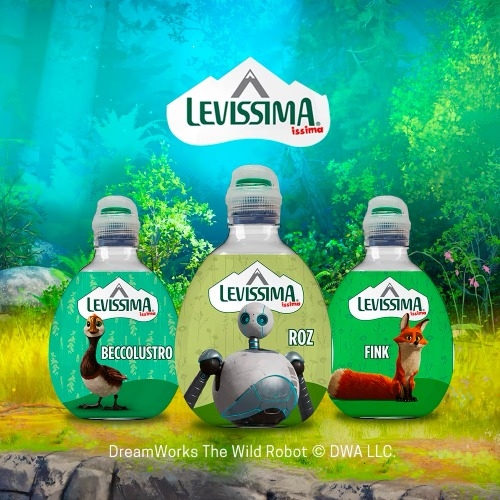 LEVISSIMA®
issima
LEVISSIMA
issima
BECCOLUSTRO
LEVISSIMA®
issima
ROZ
LEVISSIMA
issima
FINK
DreamWorks The Wild Robot © DWA LLC.